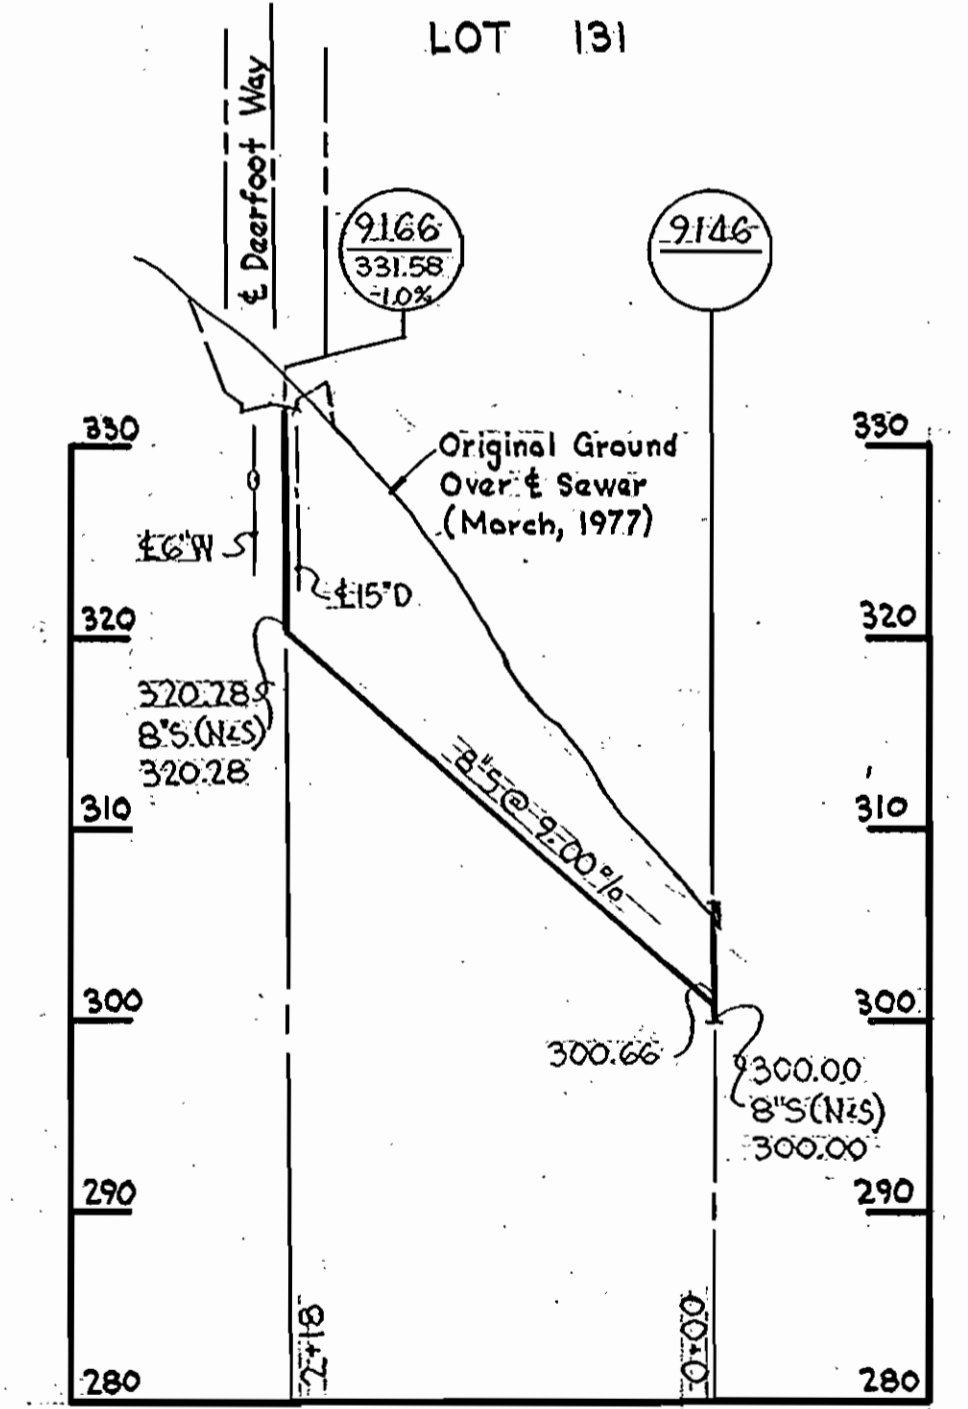 LOT 131
℄ Deerfoot Way
9166
331.58
-1.0%
9146
330
330
Original Ground
Over ℄ Sewer
(March, 1977)
℄6"W
℄15"D
320
320
320.28
8"S.(N&S)
320.28
8"S@ 9.00%
310
310
300
300
300.66
300.00
8"S(N&S)
300.00
290
290
2+18
0+00
280
280